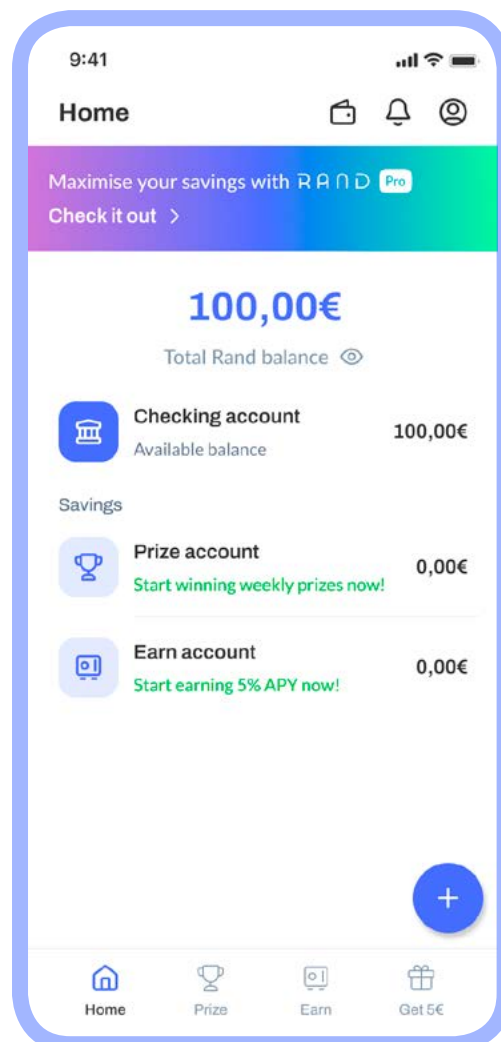 9:41
Home
Maximise your savings with RAND Pro
Check it out >
100,00€
Total Rand balance
Checking account
100,00€
Available balance
Savings
Prize account
0,00€
Start winning weekly prizes now!
Earn account
0,00€
Start earning 5% APY now!
+
Home Prize Earn Get 5€